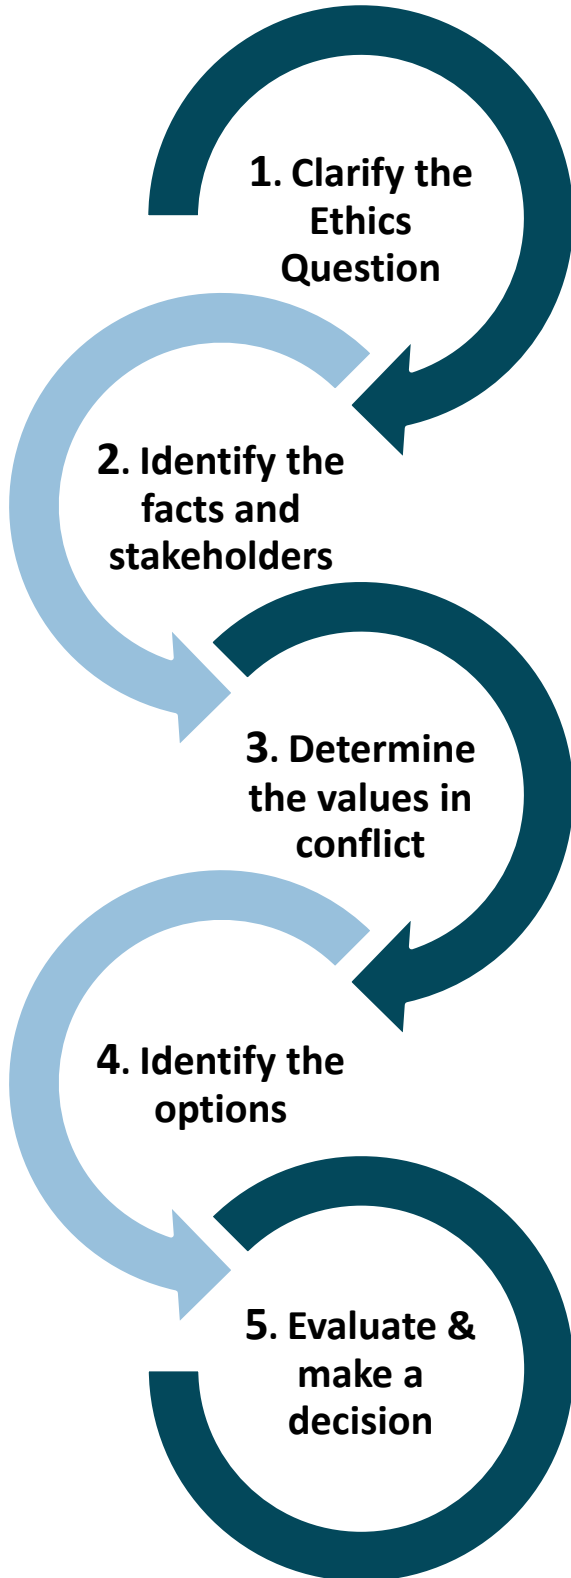 1. Clarify the
Ethics
Question
2. Identify the
facts and
stakeholders
3. Determine
the values in
conflict
4. Identify the
options
5. Evaluate &
make a
decision